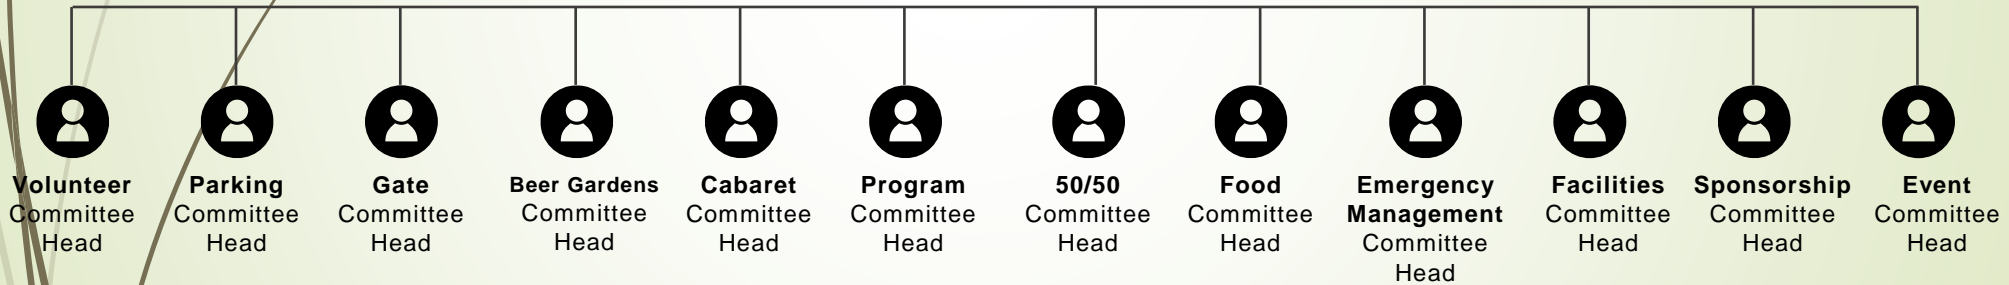 Volunteer
Committee
Head
Parking
Committee
Head
Gate
Committee
Head
Beer Gardens
Committee
Head
Cabaret
Committee
Head
Program
Committee
Head
50/50
Committee
Head
Food
Committee
Head
Emergency
Management
Committee
Head
Facilities
Committee
Head
Sponsorship
Committee
Head
Event
Committee
Head